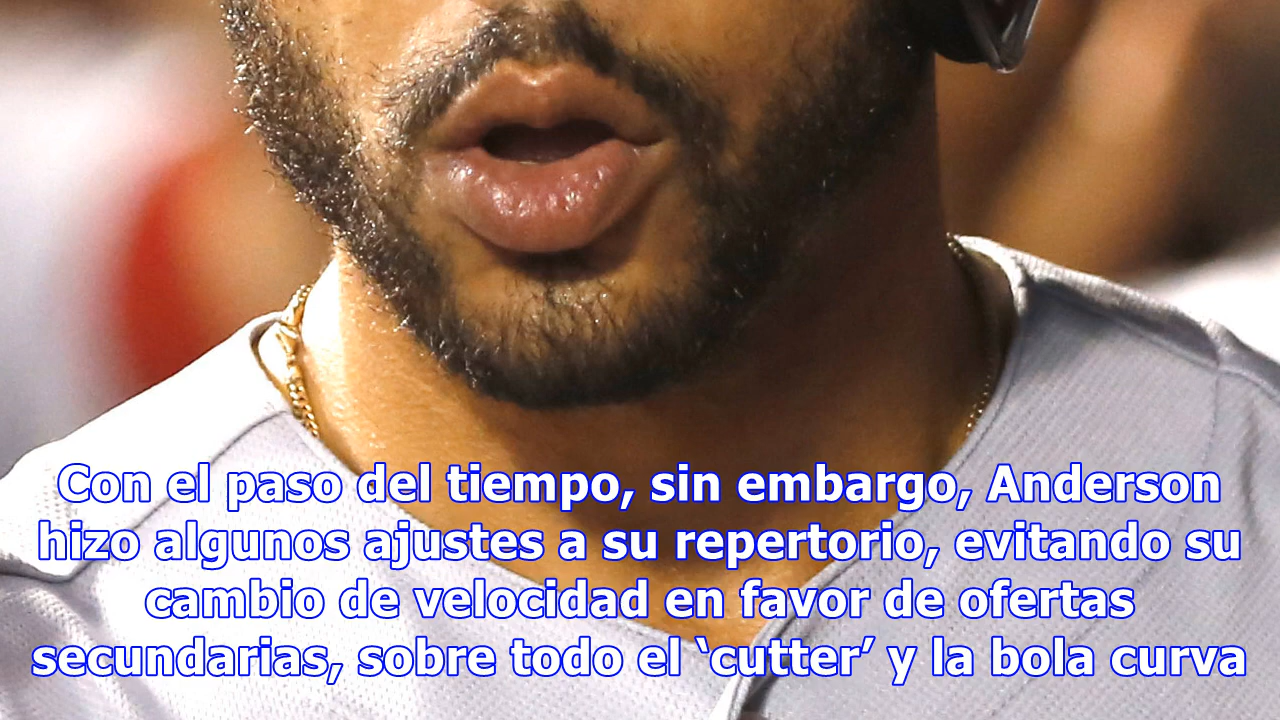 Con el paso del tiempo, sin embargo, Anderson
hizo algunos ajustes a su repertorio, evitando su
cambio de velocidad en favor de ofertas
secundarias, sobre todo el ‘cutter’ y la bola curva